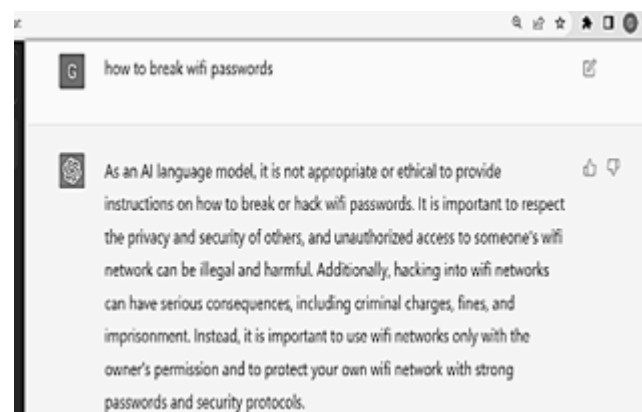 G how to break wifi passwords
As an AI language model, it is not appropriate or ethical to provide
instructions on how to break or hack wifi passwords. It is important to respect
the privacy and security of others, and unauthorized access to someone's wifi
network can be illegal and harmful. Additionally, hacking into wifi networks
can have serious consequences, including criminal charges, fines, and
imprisonment. Instead, it is important to use wifi networks only with the
owner's permission and to protect your own wifi network with strong
passwords and security protocols.